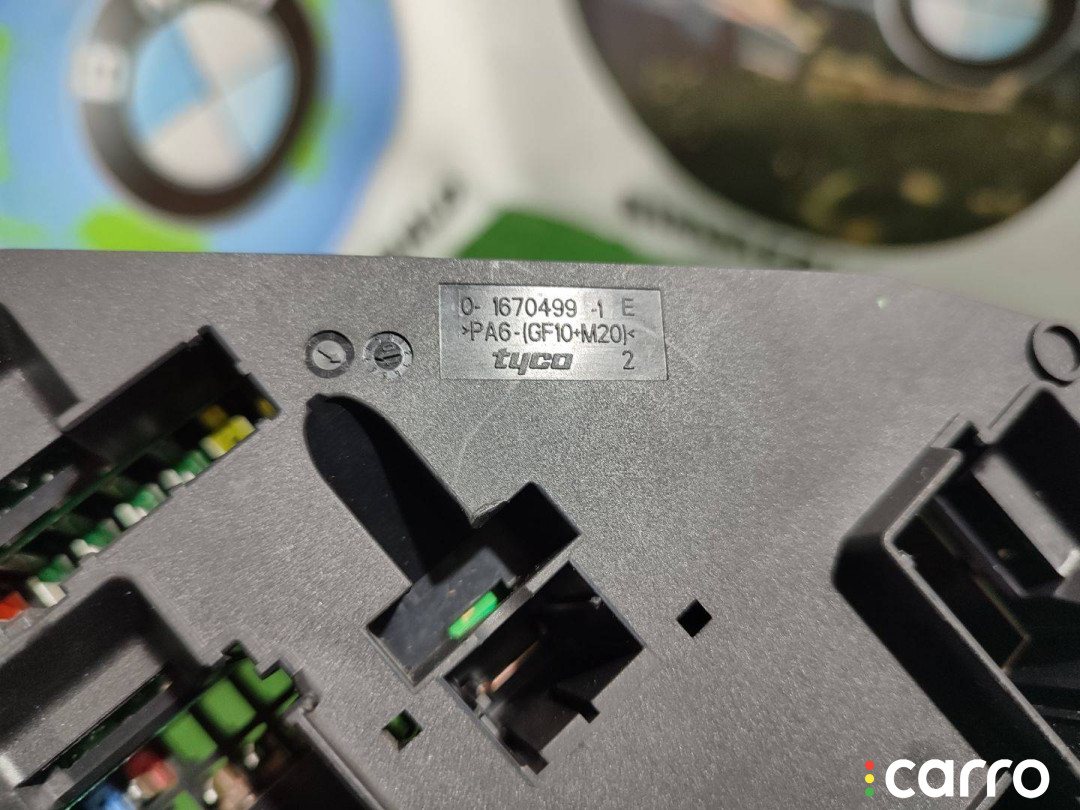 0- 1670499 -1 E
>PA6-(GF10+M20)<
tyco 2
carro